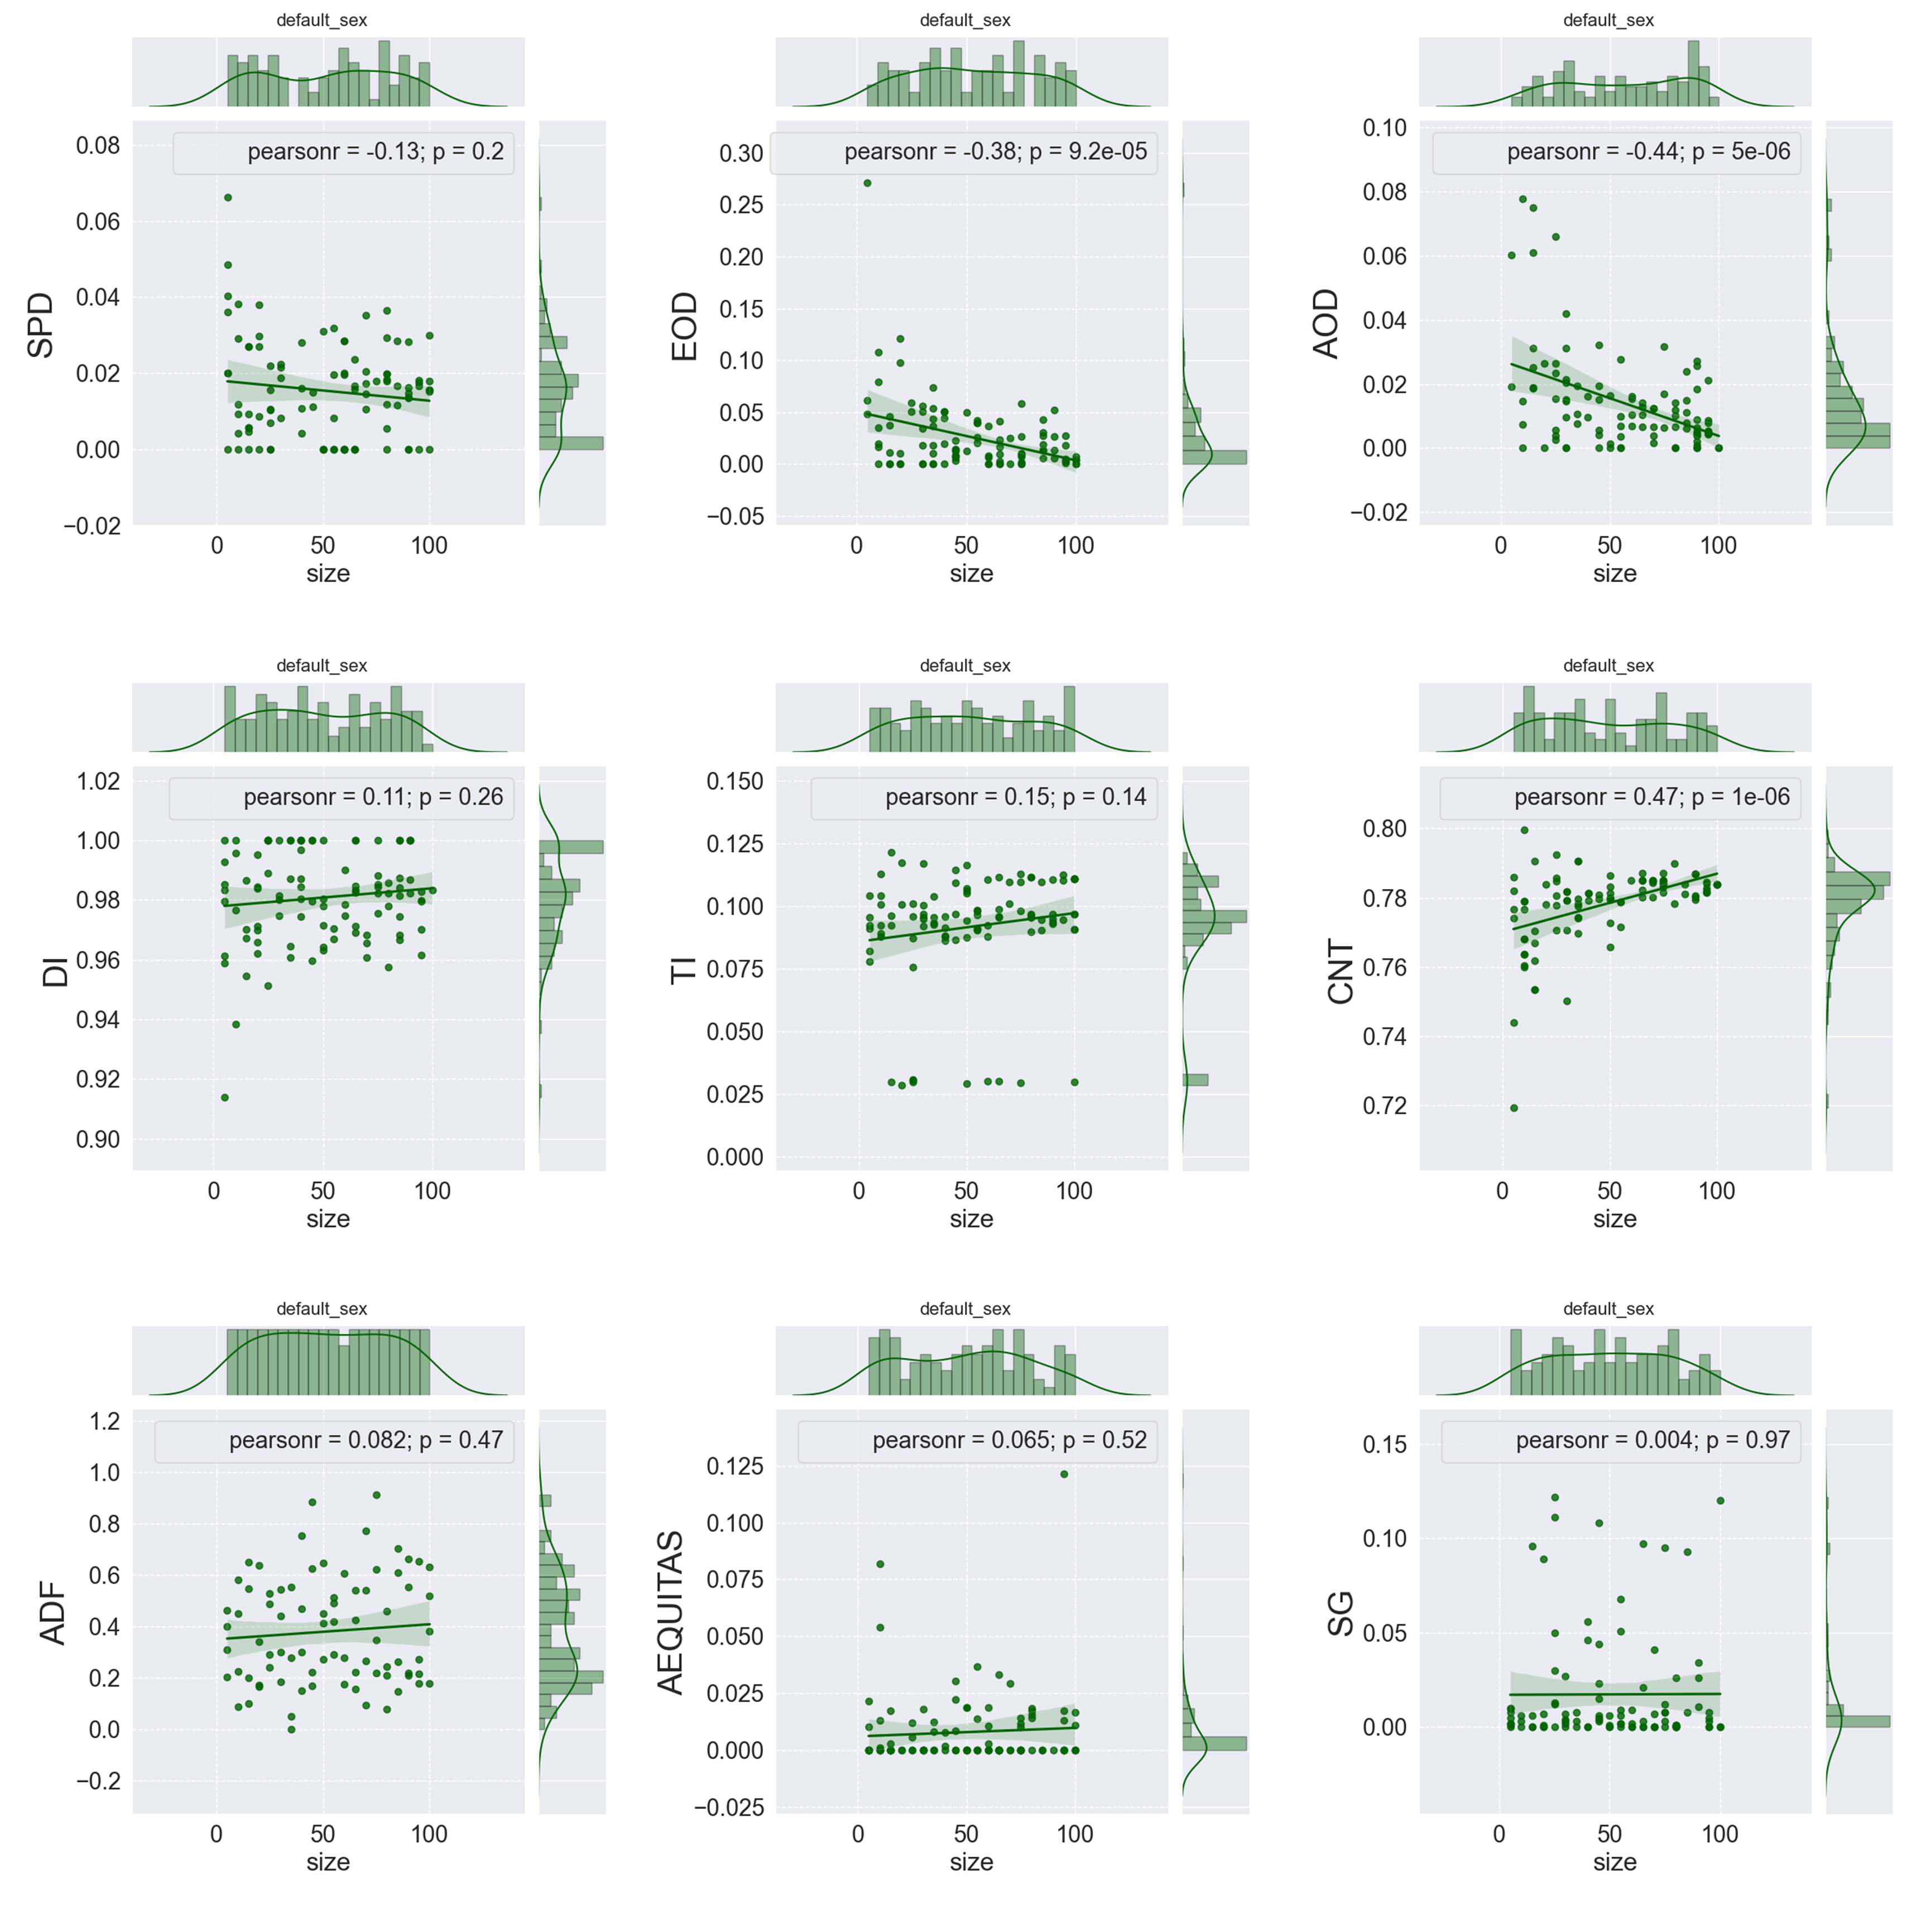 default_sex
default_sex
default_sex
pearsonr = -0.13; p = 0.2
0.08
0.06
0.04
0.02
0.00
−0.02
SPD
0
50
100
size
pearsonr = -0.38; p = 9.2e-05
0.30
0.25
0.20
0.15
0.10
0.05
0.00
−0.05
EOD
0
50
100
size
pearsonr = -0.44; p = 5e-06
0.10
0.08
0.06
0.04
0.02
0.00
−0.02
AOD
0
50
100
size
default_sex
default_sex
default_sex
pearsonr = 0.11; p = 0.26
1.02
1.00
0.98
0.96
0.94
0.92
0.90
DI
0
50
100
size
pearsonr = 0.15; p = 0.14
0.150
0.125
0.100
0.075
0.050
0.025
0.000
TI
0
50
100
size
pearsonr = 0.47; p = 1e-06
0.80
0.78
0.76
0.74
0.72
CNT
0
50
100
size
default_sex
default_sex
default_sex
pearsonr = 0.082; p = 0.47
1.2
1.0
0.8
0.6
0.4
0.2
0.0
−0.2
ADF
0
50
100
size
pearsonr = 0.065; p = 0.52
0.125
0.100
0.075
0.050
0.025
0.000
−0.025
AEQUITAS
0
50
100
size
pearsonr = 0.004; p = 0.97
0.15
0.10
0.05
0.00
SG
0
50
100
size